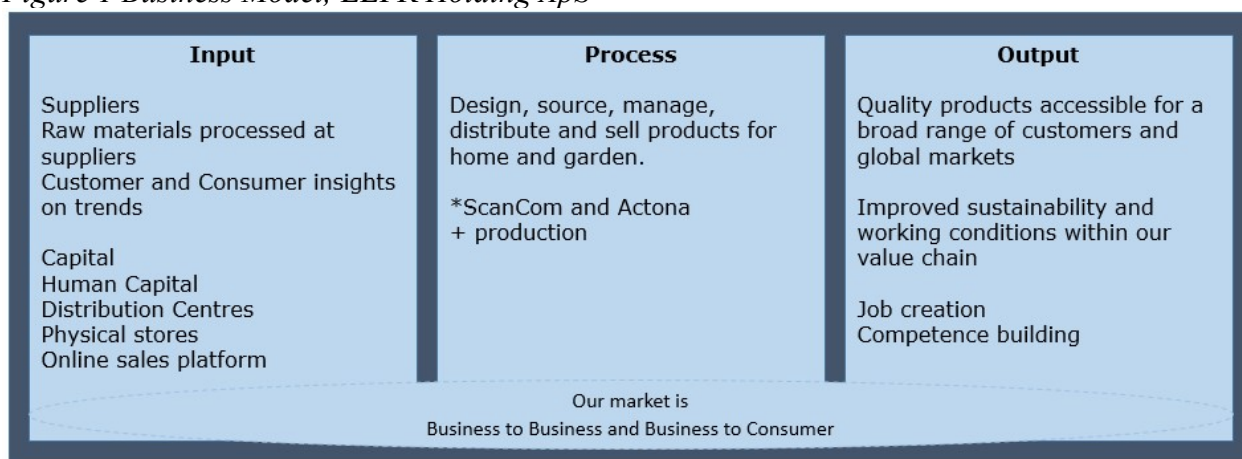 Figure 1 Business Model, LLFK Holding ApS
Input
Suppliers
Raw materials processed at
suppliers
Customer and Consumer insights
on trends
Capital
Human Capital
Distribution Centres
Physical stores
Online sales platform
Process
Design, source, manage,
distribute and sell products for
home and garden.
*ScanCom and Actona
+ production
Output
Quality products accessible for a
broad range of customers and
global markets
Improved sustainability and
working conditions within our
value chain
Job creation
Competence building
Our market is
Business to Business and Business to Consumer